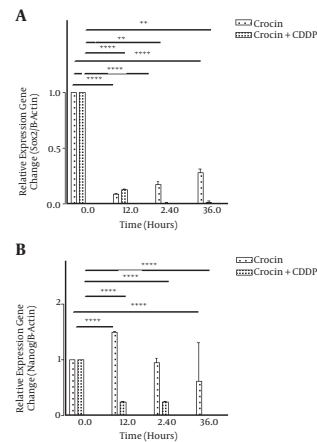 A
**
Crocin
Crocin + CDDP
**
****
****
****
****
Relative Expression Gene
Change (Sox2/B-Actin)
1.0
0.5
0.0
0.0
12.0
2.40
36.0
Time (Hours)
B
Crocin
Crocin + CDDP
****
****
****
****
****
Relative Expression Gene
Change (Nanog/B-Actin)
2
1
0
0.0
12.0
2.40
36.0
Time (Hours)